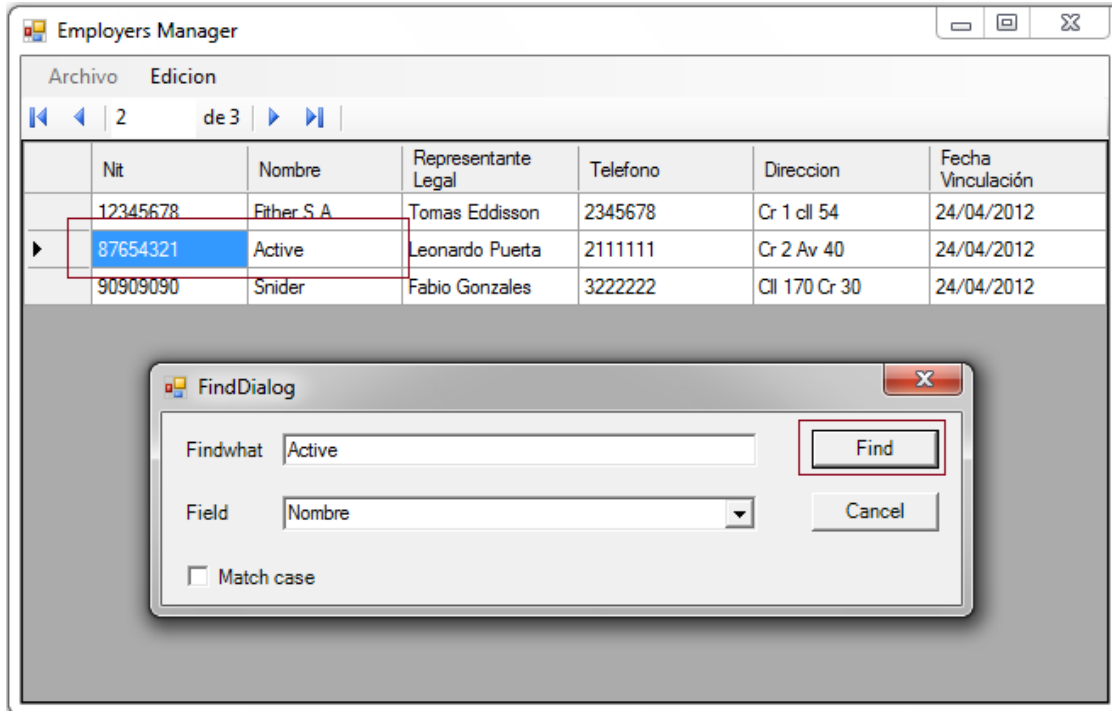 Employers Manager
Archivo Edicion
2 de 3
Nit Nombre Representante Legal Telefono Direccion Fecha Vinculación
12345678 Fither S.A Tomas Eddisson 2345678 Cr 1 cll 54 24/04/2012
87654321 Active Leonardo Puerta 2111111 Cr 2 Av 40 24/04/2012
90909090 Snider Fabio Gonzales 3222222 Cll 170 Cr 30 24/04/2012
FindDialog
Findwhat Active Find
Field Nombre Cancel
Match case